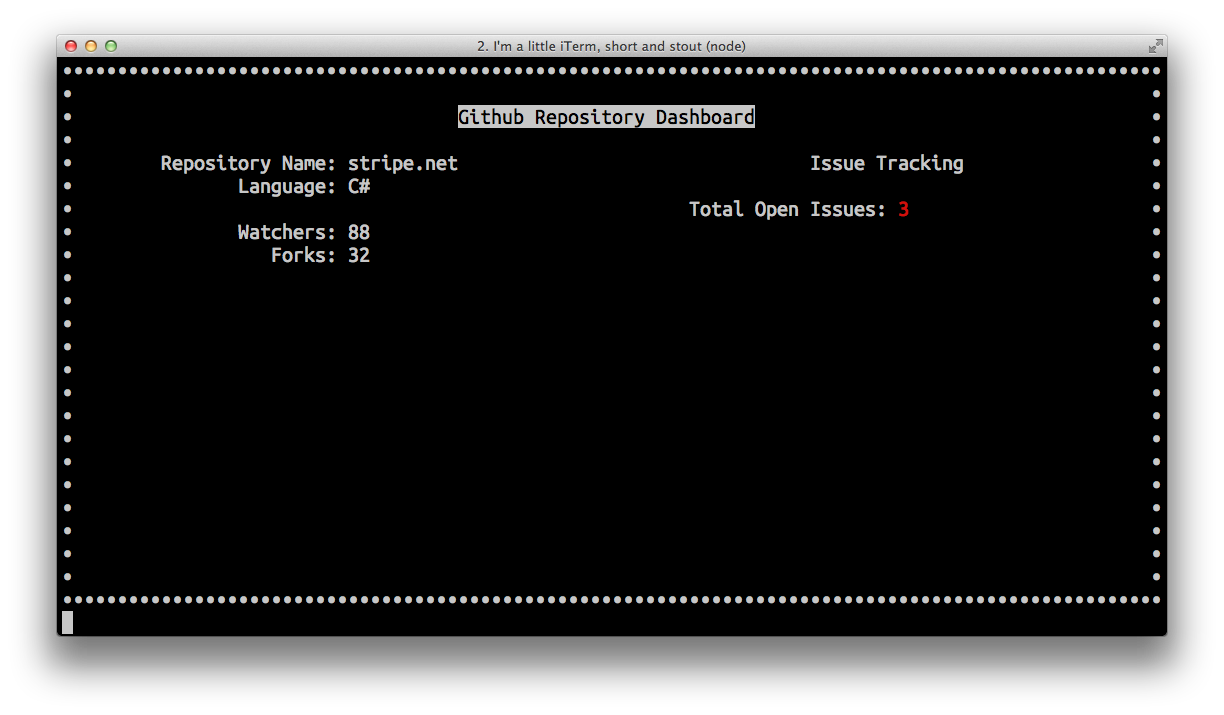 2. I'm a little iTerm, short and stout (node)
Github Repository Dashboard
Repository Name: stripe.net
Language: C#
Watchers: 88
Forks: 32
Issue Tracking
Total Open Issues: 3